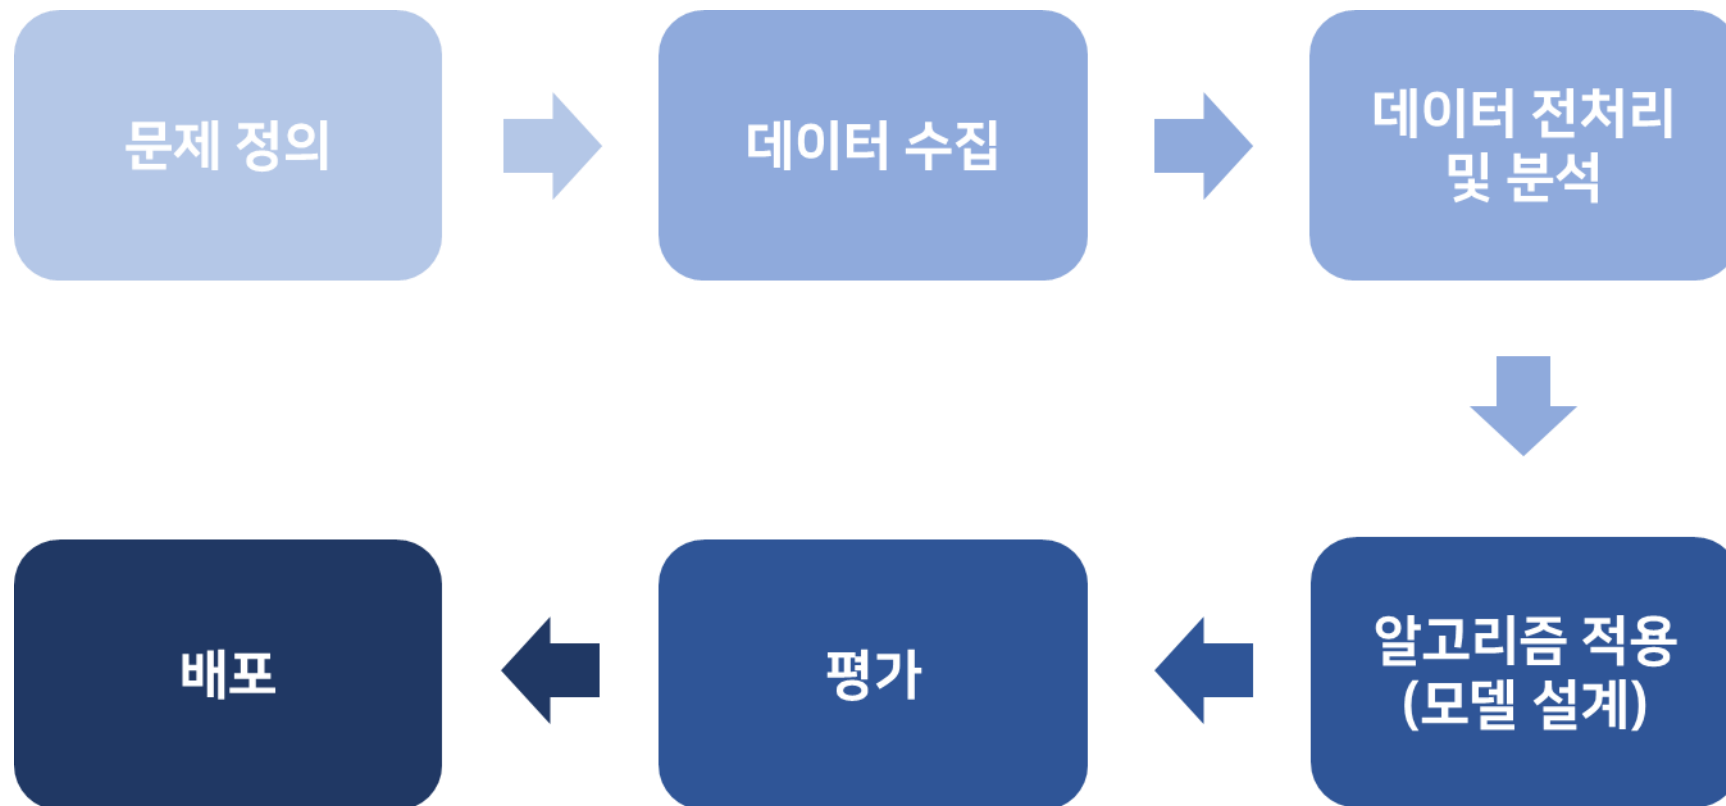 문제 정의
데이터 수집
데이터 전처리
및 분석
알고리즘 적용
(모델 설계)
평가
배포